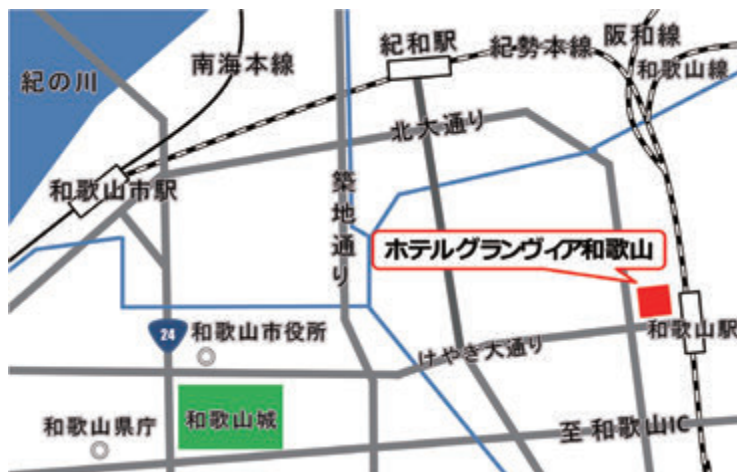 紀の川
南海本線
紀和駅
紀勢本線
阪和線
和歌山線
北大通り
和歌山市駅
築地通り
ホテルグランヴィア和歌山
24
和歌山市役所
和歌山駅
けやき大通り
和歌山県庁
和歌山城
至 和歌山IC